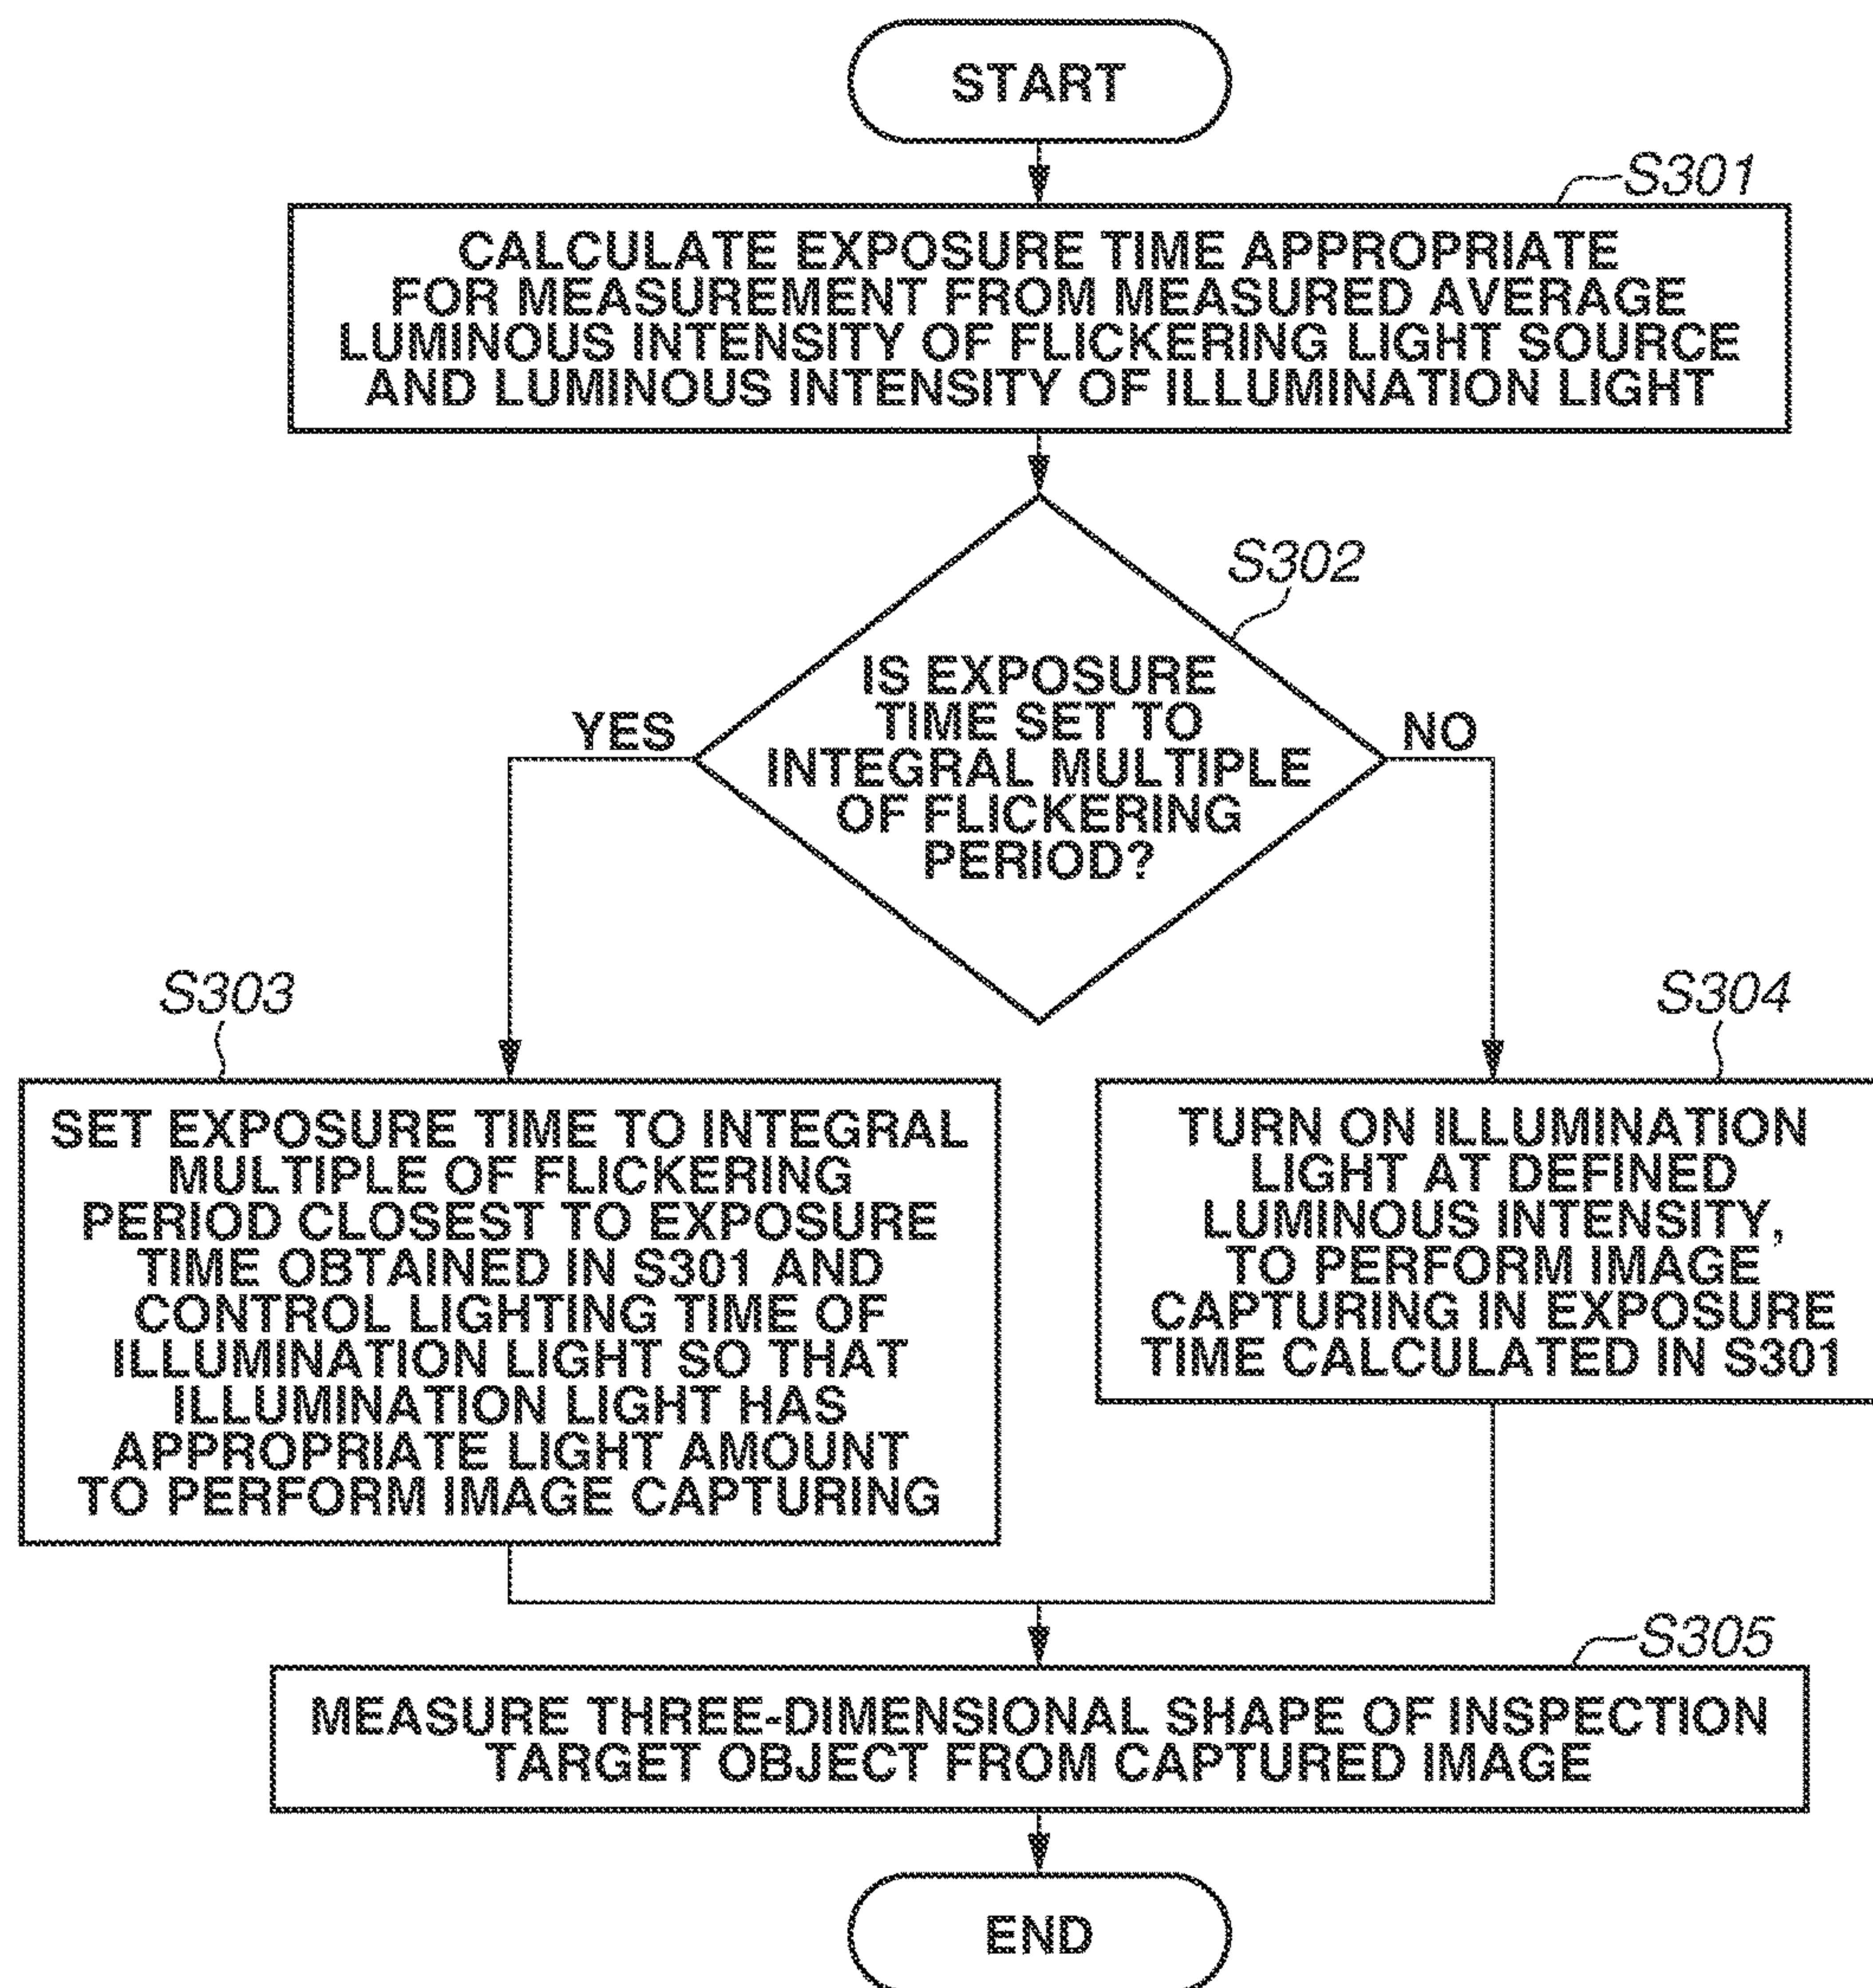 START
S301
CALCULATE EXPOSURE TIME APPROPRIATE
FOR MEASUREMENT FROM MEASURED AVERAGE
LUMINOUS INTENSITY OF FLICKERING LIGHT SOURCE
AND LUMINOUS INTENSITY OF ILLUMINATION LIGHT
S302
IS EXPOSURE
TIME SET TO
INTEGRAL MULTIPLE
OF FLICKERING
PERIOD?
YES
NO
S303
SET EXPOSURE TIME TO INTEGRAL
MULTIPLE OF FLICKERING
PERIOD CLOSEST TO EXPOSURE
TIME OBTAINED IN S301 AND
CONTROL LIGHTING TIME OF
ILLUMINATION LIGHT SO THAT
ILLUMINATION LIGHT HAS
APPROPRIATE LIGHT AMOUNT
TO PERFORM IMAGE CAPTURING
S304
TURN ON ILLUMINATION
LIGHT AT DEFINED
LUMINOUS INTENSITY,
TO PERFORM IMAGE
CAPTURING IN EXPOSURE
TIME CALCULATED IN S301
S305
MEASURE THREE-DIMENSIONAL SHAPE OF INSPECTION
TARGET OBJECT FROM CAPTURED IMAGE
END